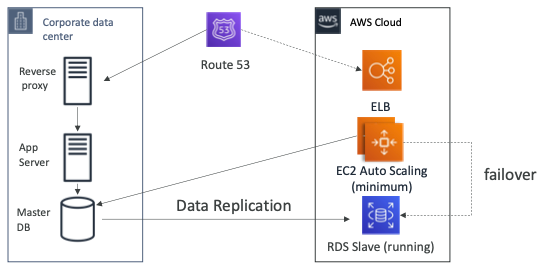 Corporate data
center
Reverse
proxy
App
Server
Master
DB
53
Route 53
aws
AWS Cloud
ELB
EC2 Auto Scaling
(minimum)
failover
Data Replication
RDS Slave (running)